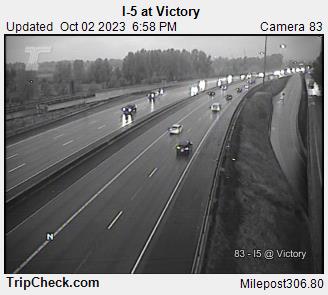 I-5 at Victory
Updated Oct 02 2023 6:58 PM Camera 83
T
N
83 - I5 @ Victory
TripCheck.com Milepost306.80